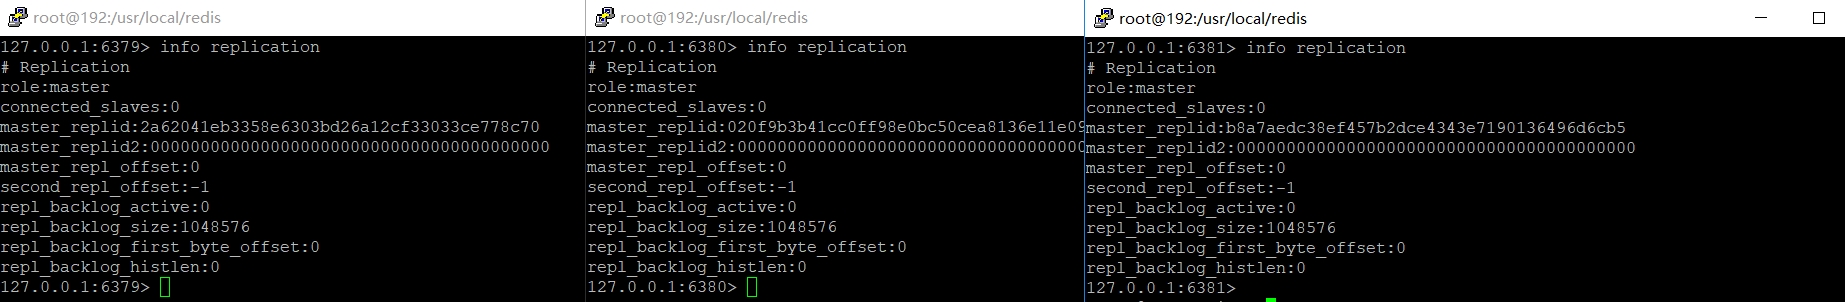 root@192:/usr/local/redis
127.0.0.1:6379> info replication
# Replication
role:master
connected_slaves:0
master_replid:2a62041eb3358e6303bd26a12cf33033ce778c70
master_replid2:0000000000000000000000000000000000000000
master_repl_offset:0
second_repl_offset:-1
repl_backlog_active:0
repl_backlog_size:1048576
repl_backlog_first_byte_offset:0
repl_backlog_histlen:0
127.0.0.1:6379>
root@192:/usr/local/redis
127.0.0.1:6380> info replication
# Replication
role:master
connected_slaves:0
master_replid:020f9b3b41cc0ff98e0bc50cea8136e11e09
master_replid2:00000000000000000000000000000000000
master_repl_offset:0
second_repl_offset:-1
repl_backlog_active:0
repl_backlog_size:1048576
repl_backlog_first_byte_offset:0
repl_backlog_histlen:0
127.0.0.1:6380>
root@192:/usr/local/redis
127.0.0.1:6381> info replication
# Replication
role:master
connected_slaves:0
master_replid:b8a7aedc38ef457b2dce4343e7190136496d6cb5
master_replid2:0000000000000000000000000000000000000000
master_repl_offset:0
second_repl_offset:-1
repl_backlog_active:0
repl_backlog_size:1048576
repl_backlog_first_byte_offset:0
repl_backlog_histlen:0
127.0.0.1:6381>